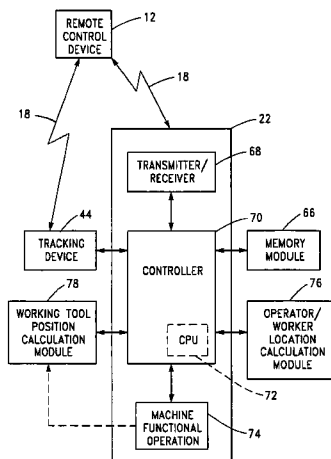 REMOTE
CONTROL
DEVICE
12
18
18
22
TRANSMITTER/
RECEIVER
68
44
TRACKING
DEVICE
70
CONTROLLER
66
MEMORY
MODULE
78
WORKING TOOL
POSITION
CALCULATION
MODULE
CPU
72
76
OPERATOR/
WORKER
LOCATION
CALCULATION
MODULE
MACHINE
FUNCTIONAL
OPERATION
74